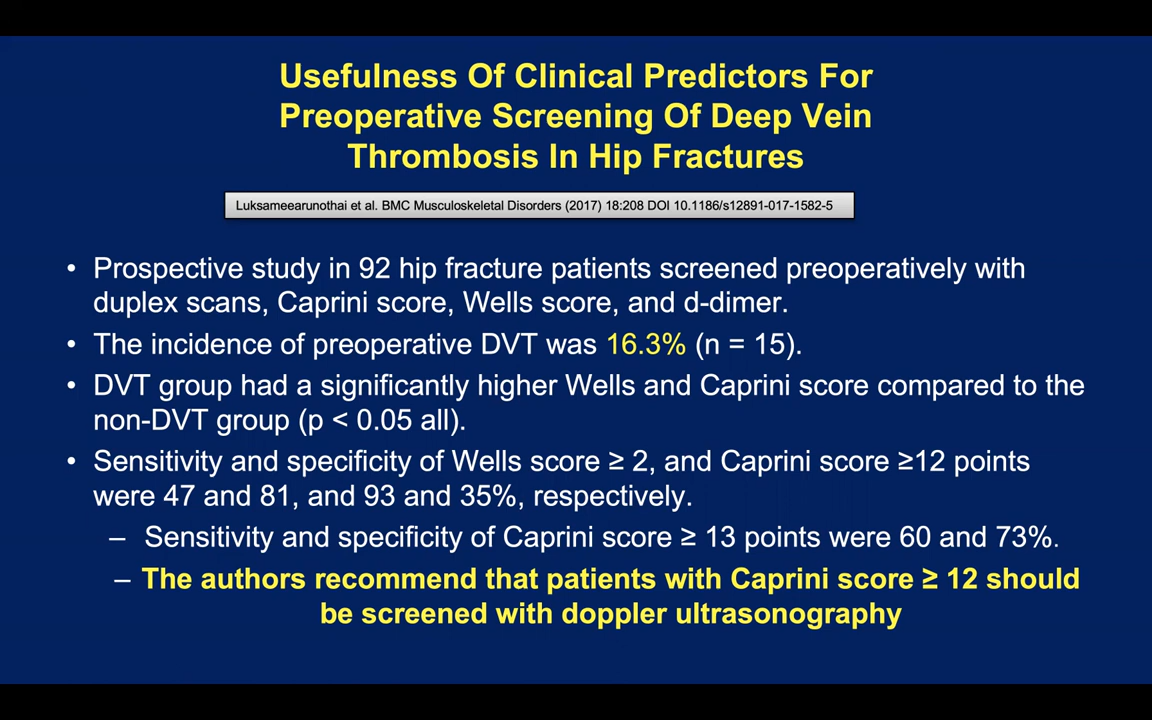 Usefulness Of Clinical Predictors For
Preoperative Screening Of Deep Vein
Thrombosis In Hip Fractures
Luksameearunothai et al. BMC Musculoskeletal Disorders (2017) 18:208 DOI 10.1186/s12891-017-1582-5
• Prospective study in 92 hip fracture patients screened preoperatively with
duplex scans, Caprini score, Wells score, and d-dimer.
• The incidence of preoperative DVT was 16.3% (n = 15).
• DVT group had a significantly higher Wells and Caprini score compared to the
non-DVT group (p < 0.05 all).
• Sensitivity and specificity of Wells score ≥ 2, and Caprini score ≥12 points
were 47 and 81, and 93 and 35%, respectively.
– Sensitivity and specificity of Caprini score ≥ 13 points were 60 and 73%.
– The authors recommend that patients with Caprini score ≥ 12 should
be screened with doppler ultrasonography